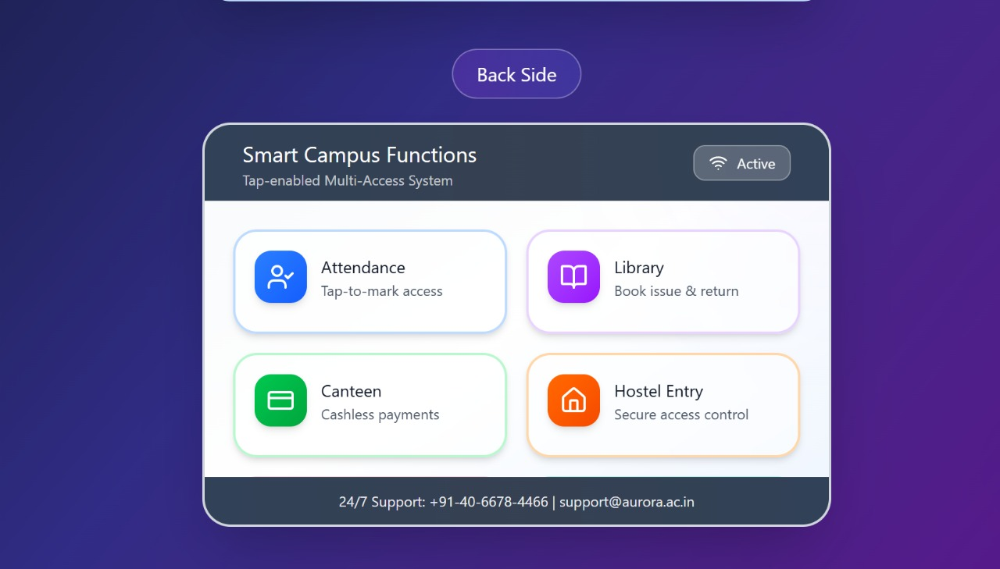 Back Side
Smart Campus Functions
Tap-enabled Multi-Access System
Active
Attendance
Tap-to-mark access
Library
Book issue & return
Canteen
Cashless payments
Hostel Entry
Secure access control
24/7 Support: +91-40-6678-4466 | support@aurora.ac.in